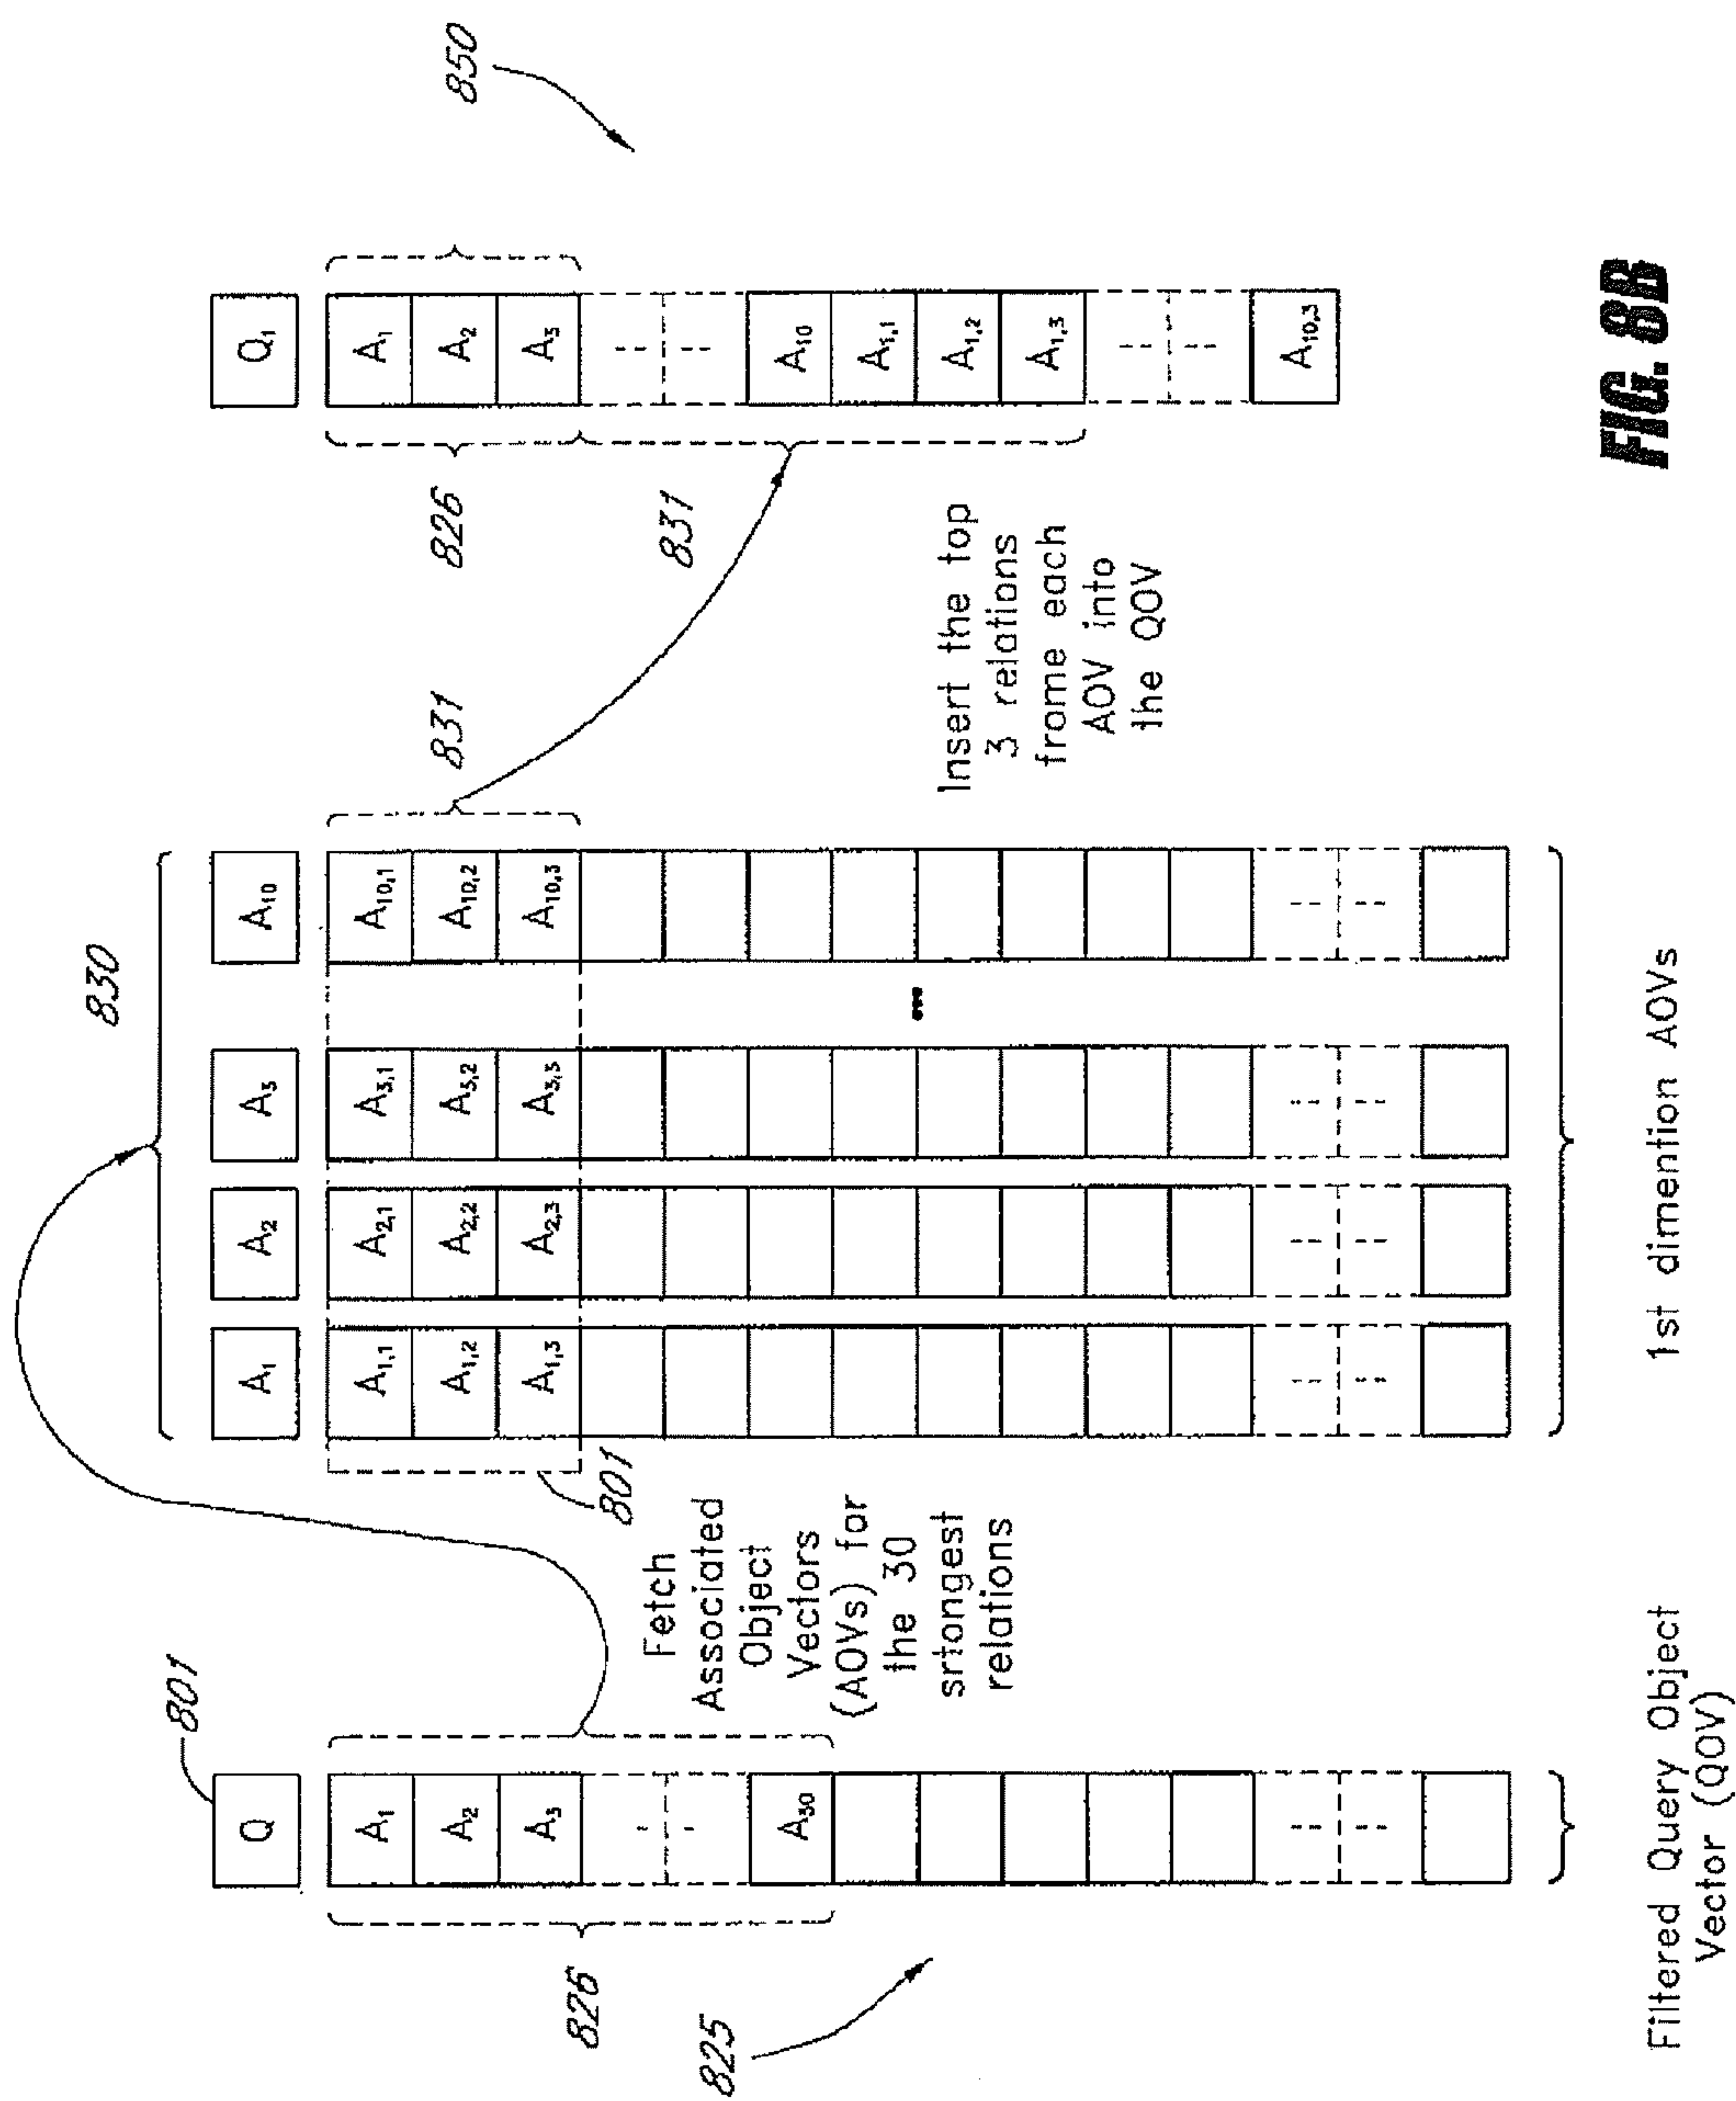 830
801
850
Q
A₁
A₂
A₃
A₁₀
Q₁
A₁
A₂
A₃
A₃₀
A₁,₁
A₁,₂
A₁,₃
A₂,₁
A₂,₂
A₂,₃
A₃,₁
A₃,₂
A₃,₃
A₁₀,₁
A₁₀,₂
A₁₀,₃
A₁
A₂
A₃
A₁₀
A₁,₁
A₁,₂
A₁,₃
A₁₀,₃
826
825
801
831
826
831
Fetch
Associated
Object
Vectors
(AOVs) for
the 30
srtongest
relations
Insert the top
3 relations
frome each
AOV into
the QOV
Filtered Query Object
Vector (QOV)
1st dimention AOVs
FIG. 8B